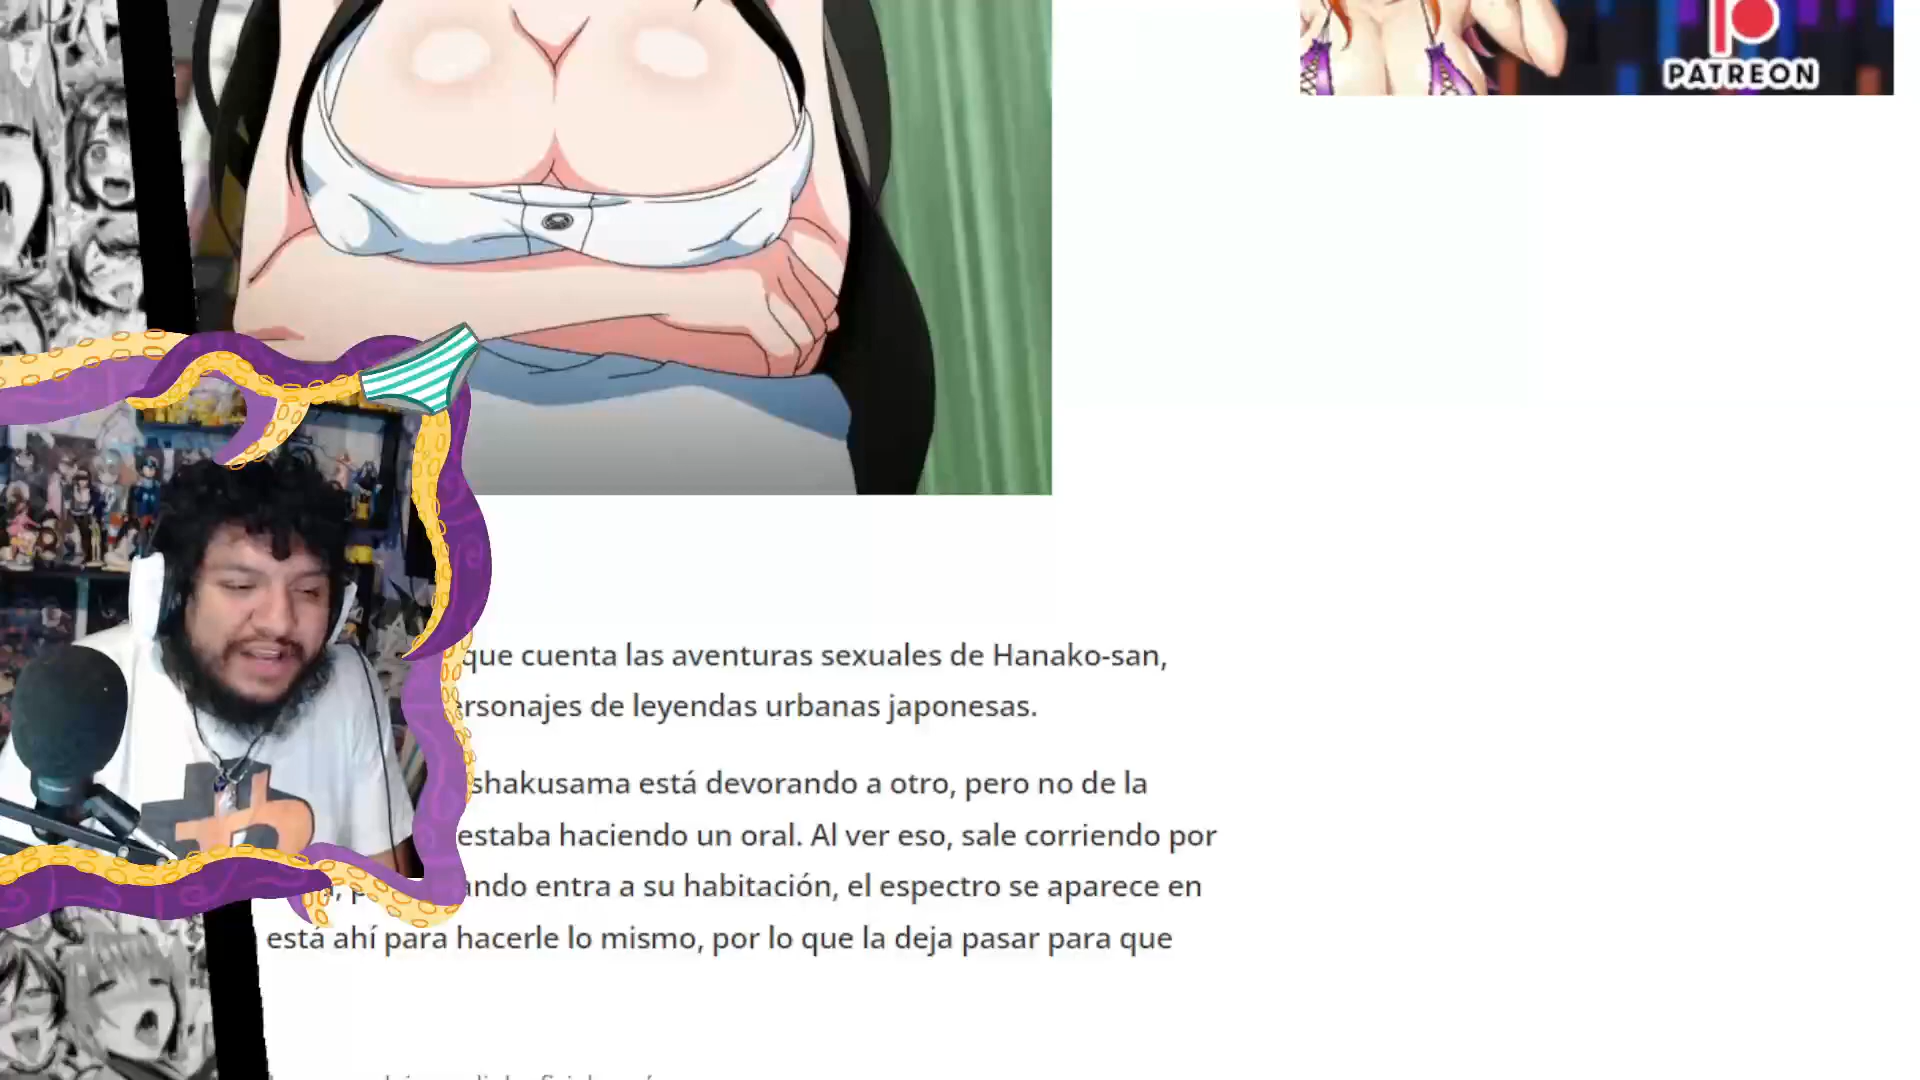 PATREON
que cuenta las aventuras sexuales de Hanako-san,
ersonajes de leyendas urbanas japonesas.
shakusama está devorando a otro, pero no de la
estaba haciendo un oral. Al ver eso, sale corriendo por
ando entra a su habitación, el espectro se aparece en
está ahí para hacerle lo mismo, por lo que la deja pasar para que